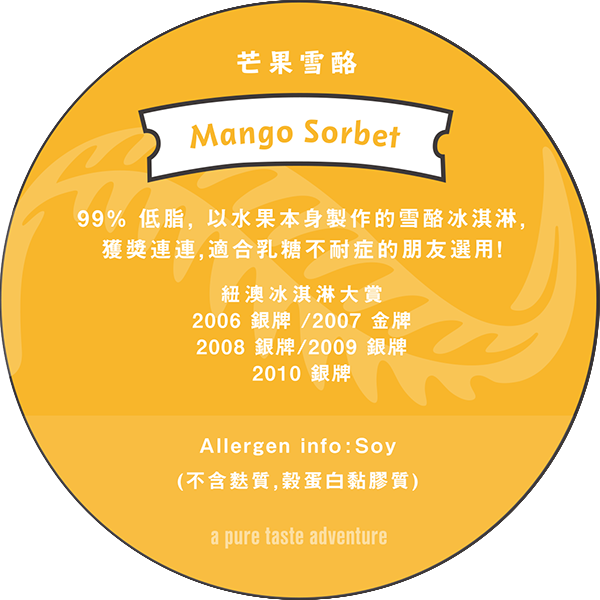 芒果雪酪
Mango Sorbet
99% 低脂, 以水果本身製作的雪酪冰淇淋,
獲獎連連,適合乳糖不耐症的朋友選用!
紐澳冰淇淋大賞
2006 銀牌 /2007 金牌
2008 銀牌/2009 銀牌
2010 銀牌
Allergen info:Soy
(不含麩質,穀蛋白黏膠質)
a pure taste adventure